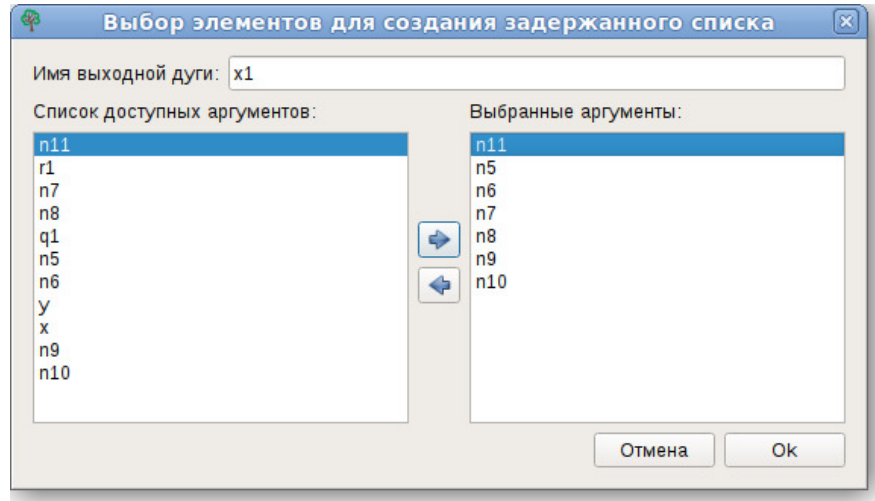 Выбор элементов для создания задержанного списка
Имя выходной дуги: x1
Список доступных аргументов:
n11
r1
n7
n8
q1
n5
n6
y
x
n9
n10
Выбранные аргументы:
n11
n5
n6
n7
n8
n9
n10
Отмена
Ok